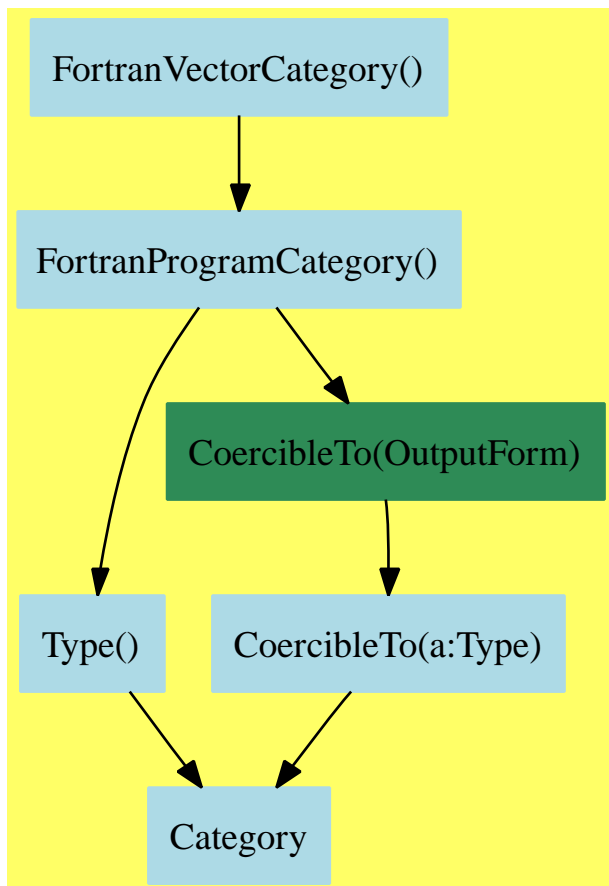 FortranVectorCategory()
FortranProgramCategory()
CoercibleTo(OutputForm)
Type()
CoercibleTo(a:Type)
Category